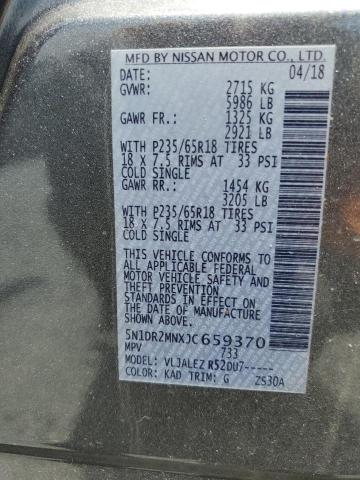 MFD BY NISSAN MOTOR CO., LTD.
DATE: 04/18
GVWR: 2715 KG
5986 LB
GAWR FR.: 1325 KG
2921 LB
WITH P235/65R18 TIRES
18 X 7.5 RIMS AT 33 PSI
COLD SINGLE
GAWR RR.: 1454 KG
3205 LB
WITH P235/65R18 TIRES
18 X 7.5 RIMS AT 33 PSI
COLD SINGLE
THIS VEHICLE CONFORMS TO
ALL APPLICABLE FEDERAL
MOTOR VEHICLE SAFETY AND
THEFT PREVENTION
STANDARDS IN EFFECT ON
THE DATE OF MANUFACTURE
SHOWN ABOVE.
5N1DR2MNXJC659370
MPV 733
MODEL: VLJALEZ R52DU7-----
COLOR: KAD TRIM: G ZS30A